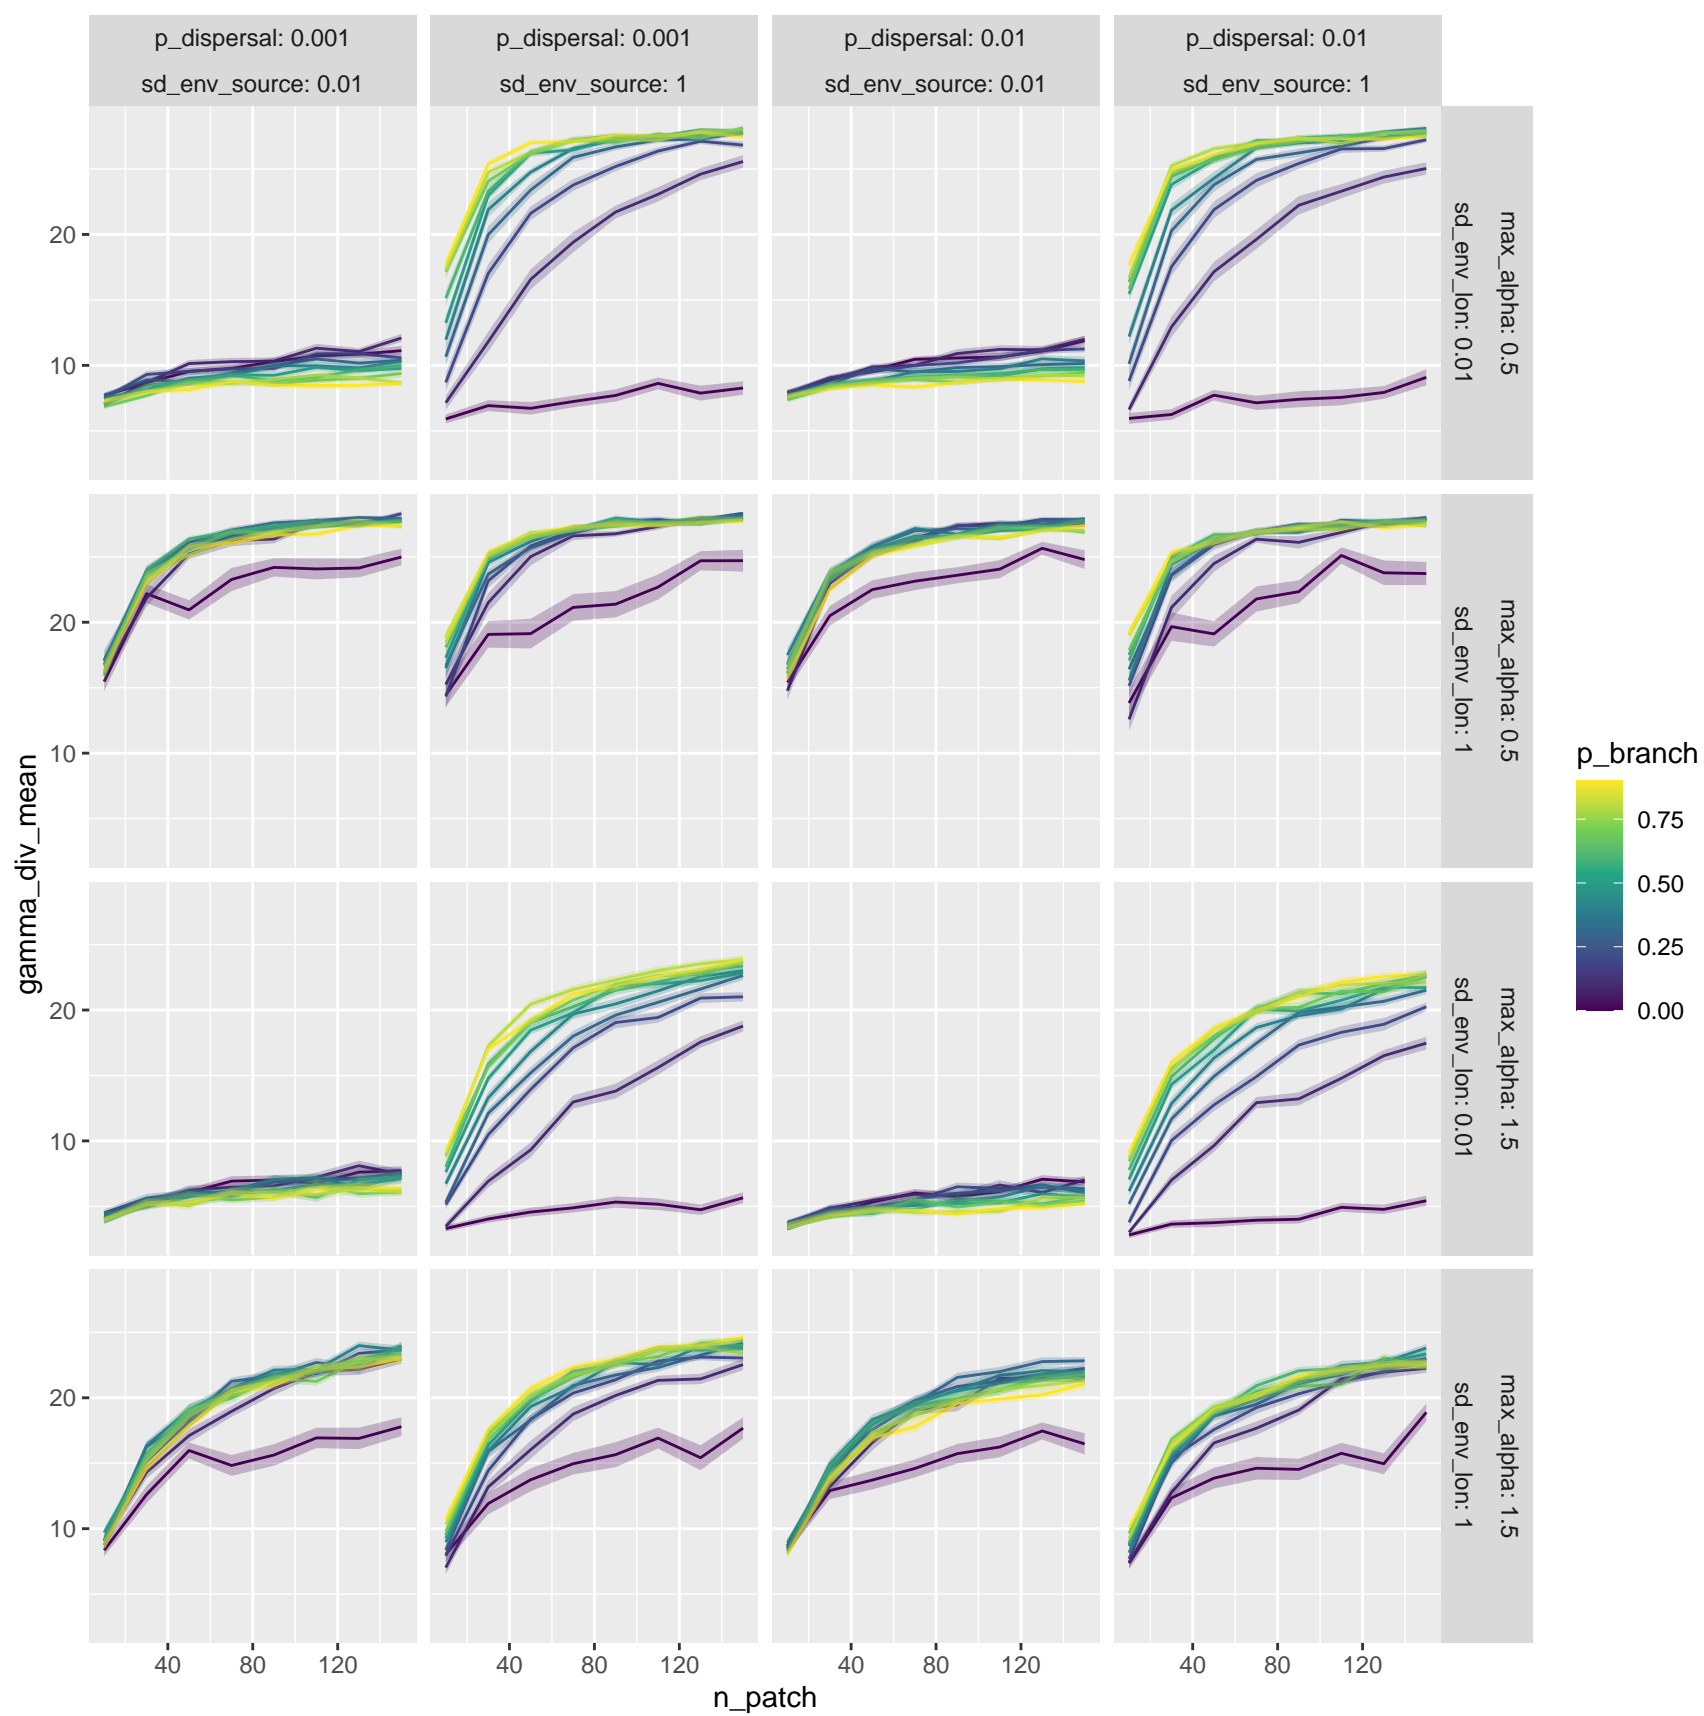 p_dispersal: 0.001
p_dispersal: 0.001
p_dispersal: 0.01
p_dispersal: 0.01
sd_env_source: 0.01
sd_env_source: 1
sd_env_source: 0.01
sd_env_source: 1
20
10
max_alpha: 0.5
sd_env_lon: 0.01
20
10
max_alpha: 0.5
sd_env_lon: 1
20
10
max_alpha: 1.5
sd_env_lon: 0.01
20
10
max_alpha: 1.5
sd_env_lon: 1
gamma_div_mean
40
80
120
40
80
120
40
80
120
40
80
120
n_patch
p_branch
0.75
0.50
0.25
0.00